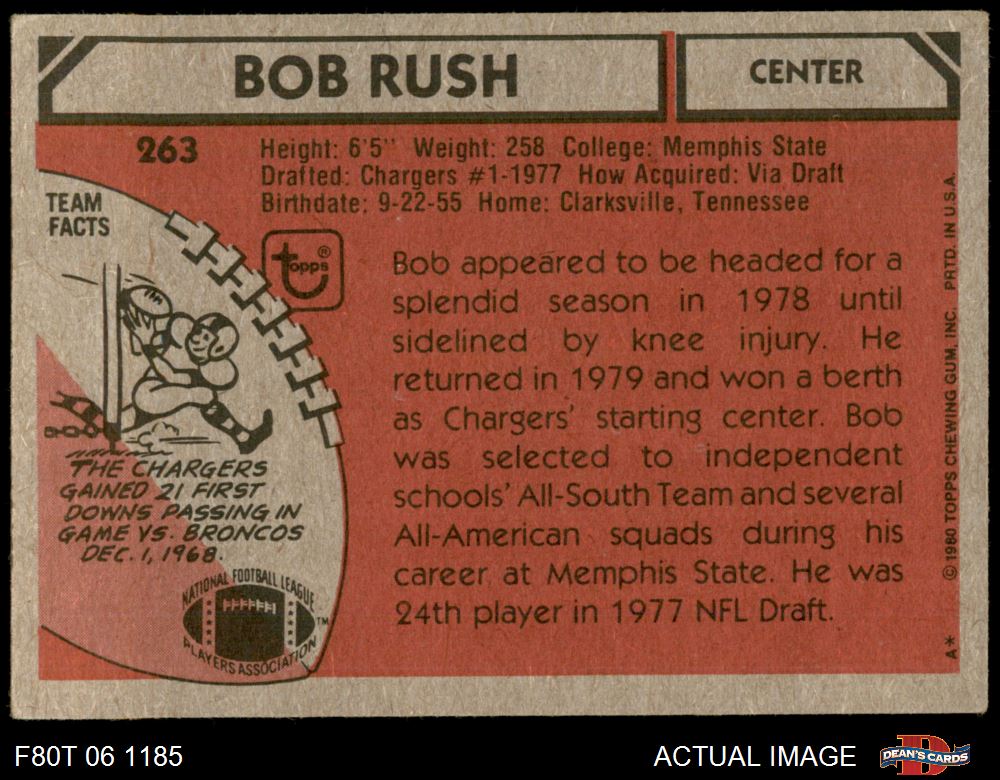 BOB RUSH
CENTER
263
Height: 6'5" Weight: 258 College: Memphis State
Drafted: Chargers #1-1977 How Acquired: Via Draft
Birthdate: 9-22-55 Home: Clarksville, Tennessee
TEAM
FACTS
topps®
Bob appeared to be headed for a
splendid season in 1978 until
sidelined by knee injury. He
returned in 1979 and won a berth
as Chargers' starting center. Bob
was selected to independent
schools' All-South Team and several
All-American squads during his
career at Memphis State. He was
24th player in 1977 NFL Draft.
THE CHARGERS
GAINED 21 FIRST
DOWNS PASSING IN
GAME VS. BRONCOS
DEC. 1, 1968.
NATIONAL FOOTBALL LEAGUE
PLAYERS ASSOCIATION
TM
A* © 1980 TOPPS CHEWING GUM, INC. PRTD. IN U.S.A.
F80T 06 1185
ACTUAL IMAGE
D
DEAN'S CARDS